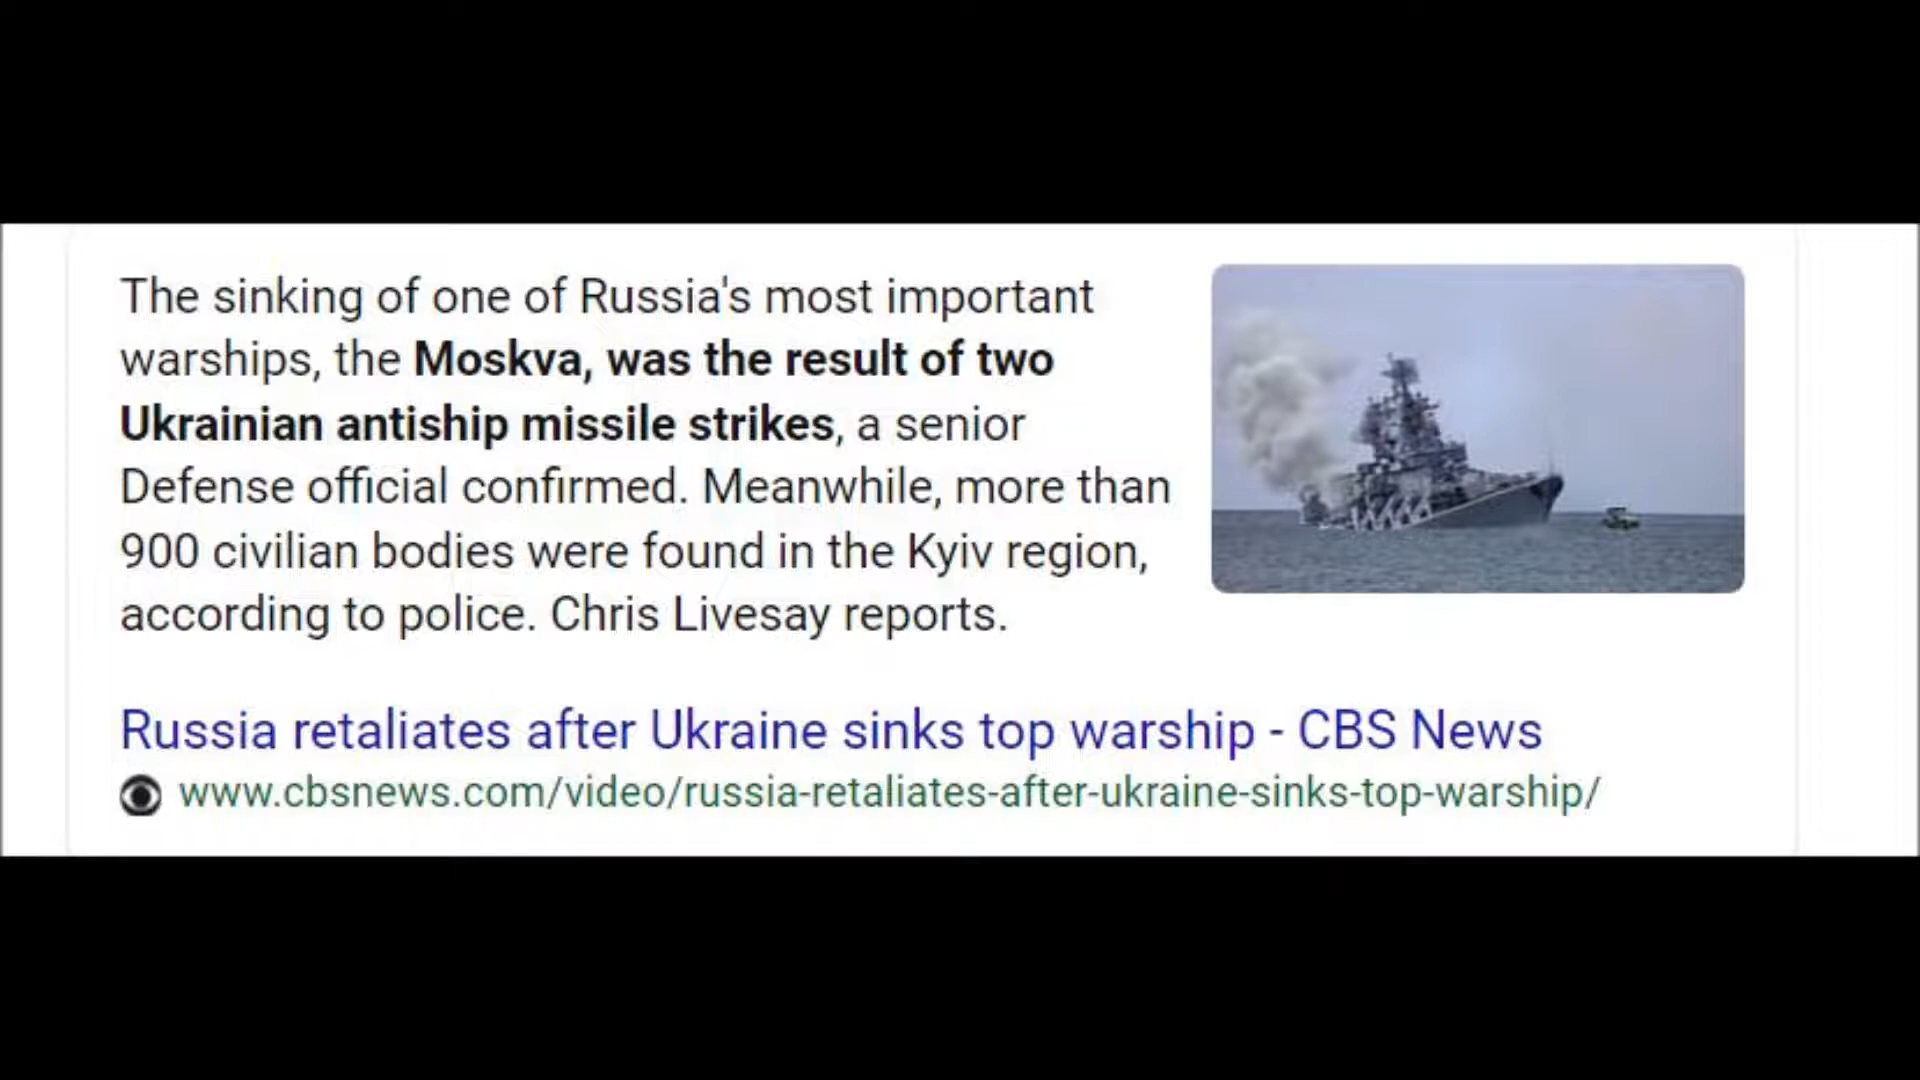 The sinking of one of Russia's most important
warships, the Moskva, was the result of two
Ukrainian antiship missile strikes, a senior
Defense official confirmed. Meanwhile, more than
900 civilian bodies were found in the Kyiv region,
according to police. Chris Livesay reports.
Russia retaliates after Ukraine sinks top warship - CBS News
www.cbsnews.com/video/russia-retaliates-after-ukraine-sinks-top-warship/